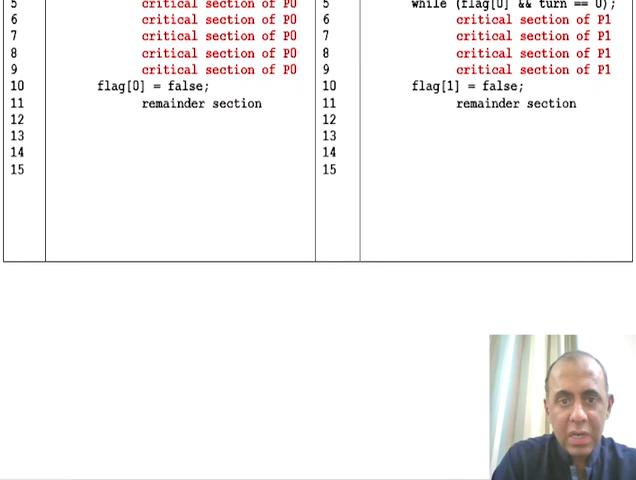 5 critical section of P0 5 while (flag[0] && turn == 0);
6 critical section of P0 6 critical section of P1
7 critical section of P0 7 critical section of P1
8 critical section of P0 8 critical section of P1
9 critical section of P0 9 critical section of P1
10 flag[0] = false; 10 flag[1] = false;
11 remainder section 11 remainder section
12 12
13 13
14 14
15 15